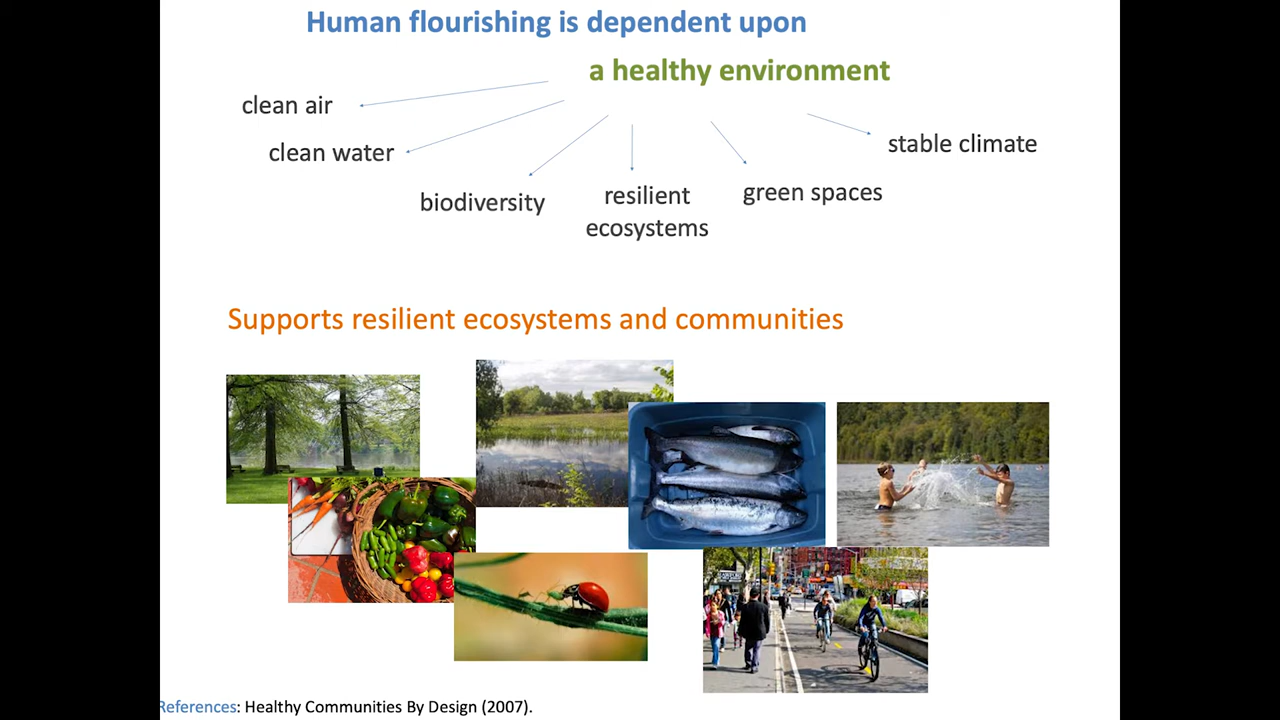 Human flourishing is dependent upon
a healthy environment
clean air
clean water
biodiversity
resilient
ecosystems
green spaces
stable climate
Supports resilient ecosystems and communities
References: Healthy Communities By Design (2007).